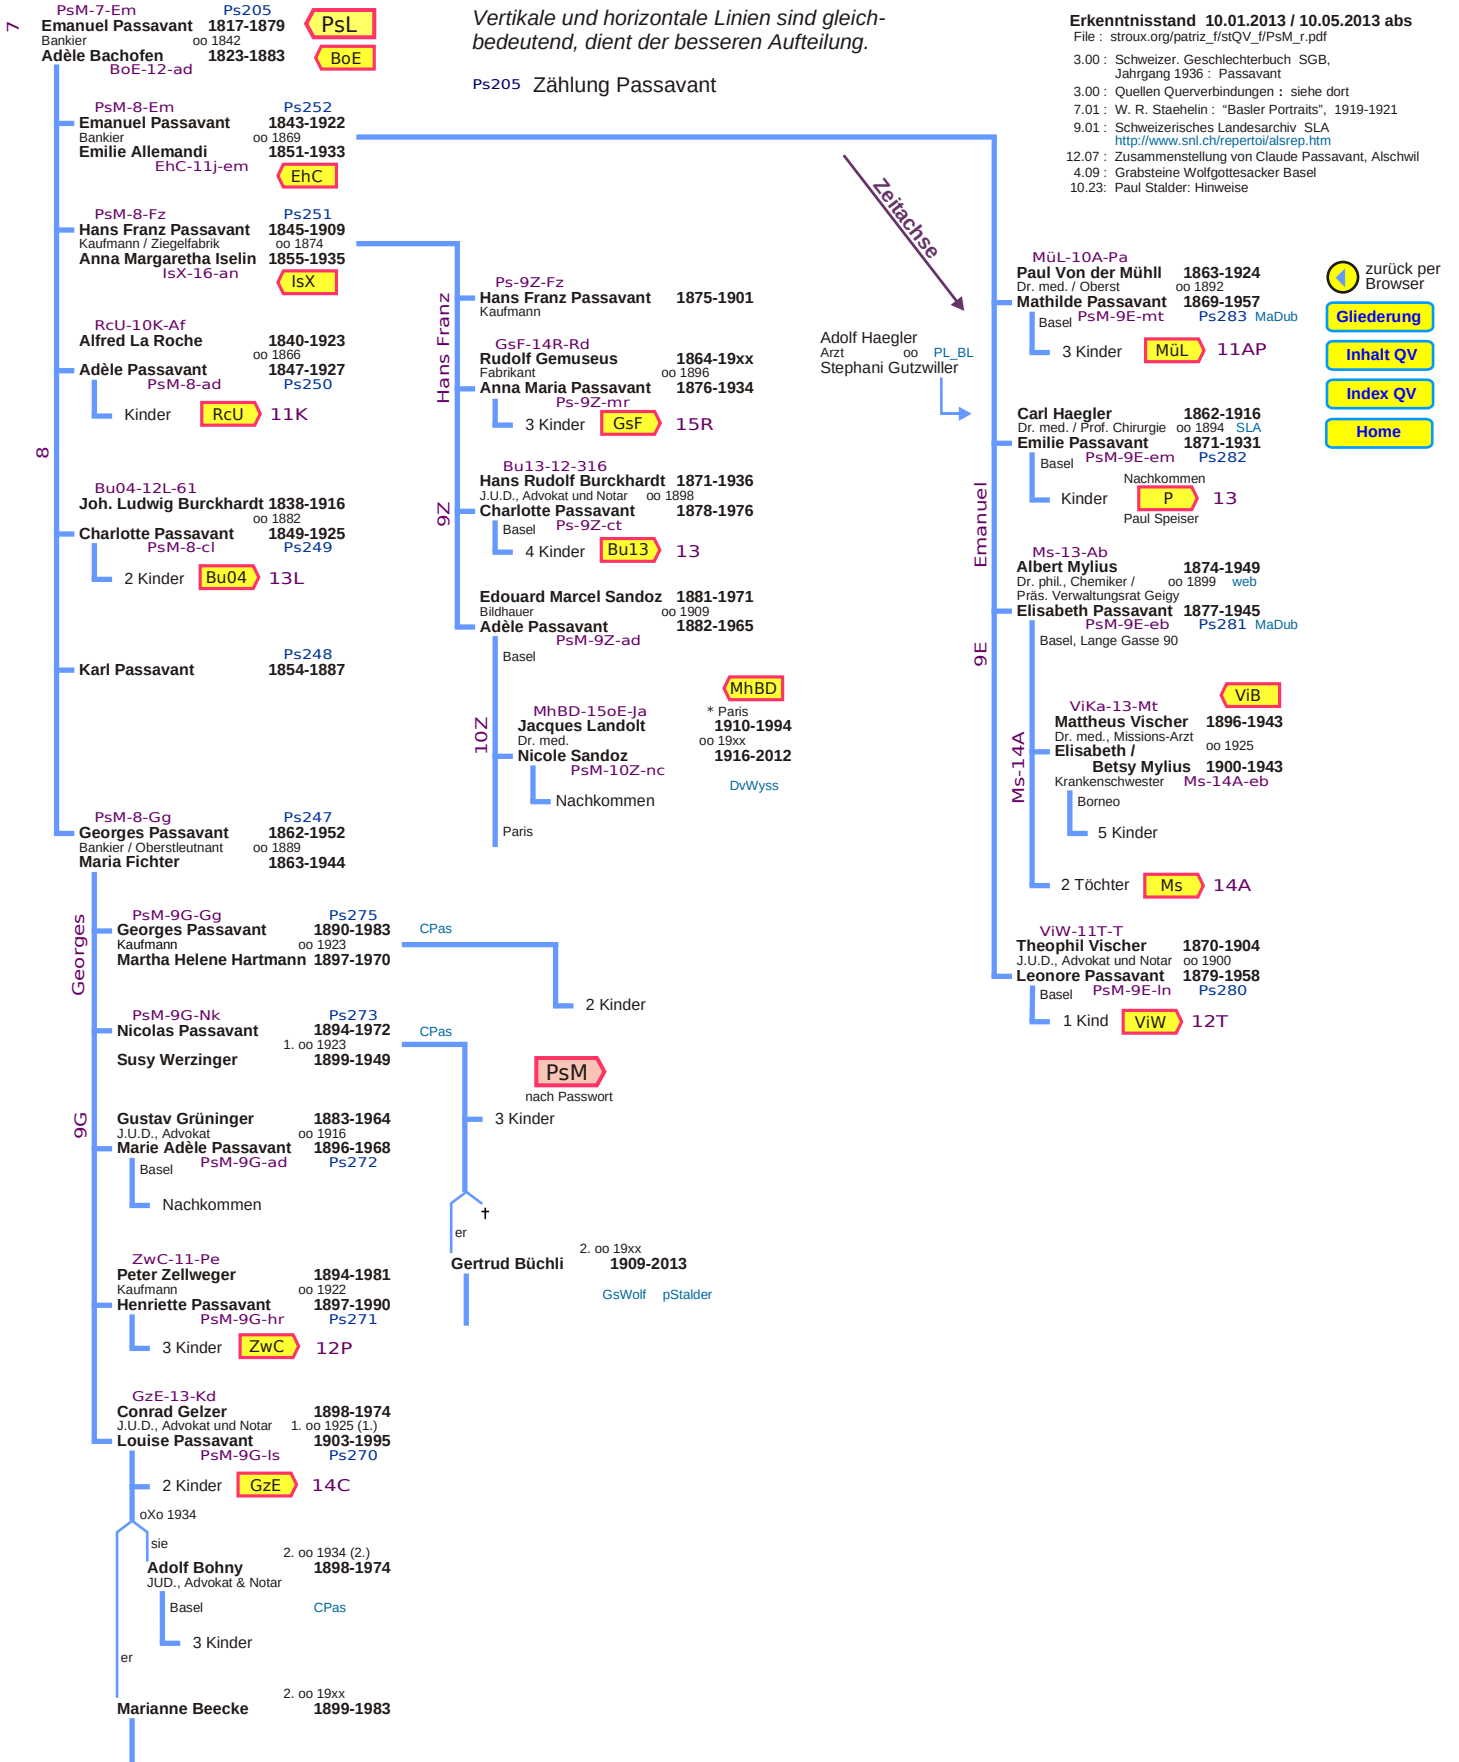 7
PsM-7-Em Ps205
Emanuel Passavant 1817-1879 PsL
Bankier oo 1842
Adèle Bachofen 1823-1883 BoE
BoE-12-ad
Vertikale und horizontale Linien sind gleich-
bedeutend, dient der besseren Aufteilung.
Ps205 Zählung Passavant
Erkenntnisstand 10.01.2013 / 10.05.2013 abs
File : stroux.org/patriz_f/stQV_f/PsM_r.pdf
3.00 : Schweizer. Geschlechterbuch SGB,
Jahrgang 1936 : Passavant
3.00 : Quellen Querverbindungen : siehe dort
7.01 : W. R. Staehelin : “Basler Portraits”, 1919-1921
9.01 : Schweizerisches Landesarchiv SLA
http://www.snl.ch/repertoi/alsrep.htm
12.07 : Zusammenstellung von Claude Passavant, Alschwil
4.09 : Grabsteine Wolfgottesacker Basel
10.23: Paul Stalder: Hinweise
zurück per
Browser
Gliederung
Inhalt QV
Index QV
Home
8
PsM-8-Em Ps252
Emanuel Passavant 1843-1922
Bankier oo 1869
Emilie Allemandi 1851-1933
EhC-11j-em EhC
PsM-8-Fz Ps251
Hans Franz Passavant 1845-1909
Kaufmann / Ziegelfabrik oo 1874
Anna Margaretha Iselin 1855-1935
IsX-16-an IsX
RcU-10K-Af
Alfred La Roche 1840-1923
oo 1866
Adèle Passavant 1847-1927
PsM-8-ad Ps250
Kinder RcU 11K
Bu04-12L-61
Joh. Ludwig Burckhardt 1838-1916
oo 1882
Charlotte Passavant 1849-1925
PsM-8-cl Ps249
2 Kinder Bu04 13L
Ps248
Karl Passavant 1854-1887
PsM-8-Gg Ps247
Georges Passavant 1862-1952
Bankier / Oberstleutnant oo 1889
Maria Fichter 1863-1944
Hans Franz
9Z
Ps-9Z-Fz
Hans Franz Passavant 1875-1901
Kaufmann
GsF-14R-Rd
Rudolf Gemuseus 1864-19xx
Fabrikant oo 1896
Anna Maria Passavant 1876-1934
Ps-9Z-mr
3 Kinder GsF 15R
Bu13-12-316
Hans Rudolf Burckhardt 1871-1936
J.U.D., Advokat und Notar oo 1898
Charlotte Passavant 1878-1976
Basel Ps-9Z-ct
4 Kinder Bu13 13
Edouard Marcel Sandoz 1881-1971
Bildhauer oo 1909
Adèle Passavant 1882-1965
PsM-9Z-ad
Basel
10Z
MhBD
MhBD-15oE-Ja * Paris
Jacques Landolt 1910-1994
Dr. med. oo 19xx
Nicole Sandoz 1916-2012
PsM-10Z-nc
DvWyss
Nachkommen
Paris
Zeitachse
Adolf Haegler
Arzt oo PL_BL
Stephani Gutzwiller
Emanuel
9E
MüL-10A-Pa
Paul Von der Mühll 1863-1924
Dr. med. / Oberst oo 1892
Mathilde Passavant 1869-1957
Basel PsM-9E-mt Ps283 MaDub
3 Kinder MüL 11AP
Carl Haegler 1862-1916
Dr. med. / Prof. Chirurgie oo 1894 SLA
Emilie Passavant 1871-1931
Basel PsM-9E-em Ps282
Nachkommen
Kinder P 13
Paul Speiser
Ms-13-Ab
Albert Mylius 1874-1949
Dr. phil., Chemiker / oo 1899 web
Präs. Verwaltungsrat Geigy
Elisabeth Passavant 1877-1945
PsM-9E-eb Ps281 MaDub
Basel, Lange Gasse 90
Ms-14A
ViB
ViKa-13-Mt
Mattheus Vischer 1896-1943
Dr. med., Missions-Arzt oo 1925
Elisabeth /
Betsy Mylius 1900-1943
Krankenschwester Ms-14A-eb
Borneo
5 Kinder
2 Töchter Ms 14A
ViW-11T-T
Theophil Vischer 1870-1904
J.U.D., Advokat und Notar oo 1900
Leonore Passavant 1879-1958
Basel PsM-9E-ln Ps280
1 Kind ViW 12T
Georges
9G
PsM-9G-Gg Ps275
Georges Passavant 1890-1983 CPas
Kaufmann oo 1923
Martha Helene Hartmann 1897-1970
2 Kinder
PsM-9G-Nk Ps273
Nicolas Passavant 1894-1972 CPas
1. oo 1923
Susy Werzinger 1899-1949
PsM
nach Passwort
3 Kinder
Gustav Grüninger 1883-1964
J.U.D., Advokat oo 1916
Marie Adèle Passavant 1896-1968
Basel PsM-9G-ad Ps272
Nachkommen
†
er
2. oo 19xx
Gertrud Büchli 1909-2013
GsWolf pStalder
ZwC-11-Pe
Peter Zellweger 1894-1981
Kaufmann oo 1922
Henriette Passavant 1897-1990
PsM-9G-hr Ps271
3 Kinder ZwC 12P
GzE-13-Kd
Conrad Gelzer 1898-1974
J.U.D., Advokat und Notar 1. oo 1925 (1.)
Louise Passavant 1903-1995
PsM-9G-ls Ps270
2 Kinder GzE 14C
oXo 1934
sie
2. oo 1934 (2.)
Adolf Bohny 1898-1974
JUD., Advokat & Notar
Basel CPas
3 Kinder
er
2. oo 19xx
Marianne Beecke 1899-1983